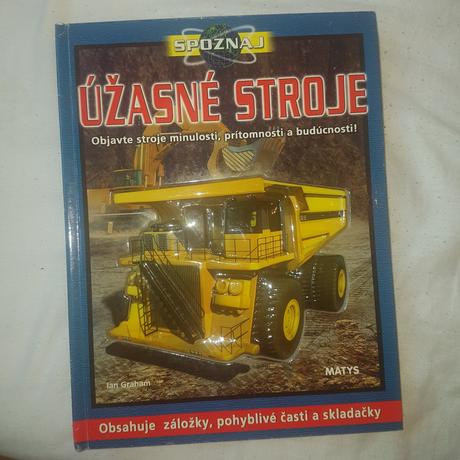 SPOZNAJ
ÚŽASNÉ STROJE
Objavte stroje minulosti, prítomnosti a budúcnosti!
Ian Graham
MATYS
Obsahuje záložky, pohyblivé časti a skladačky